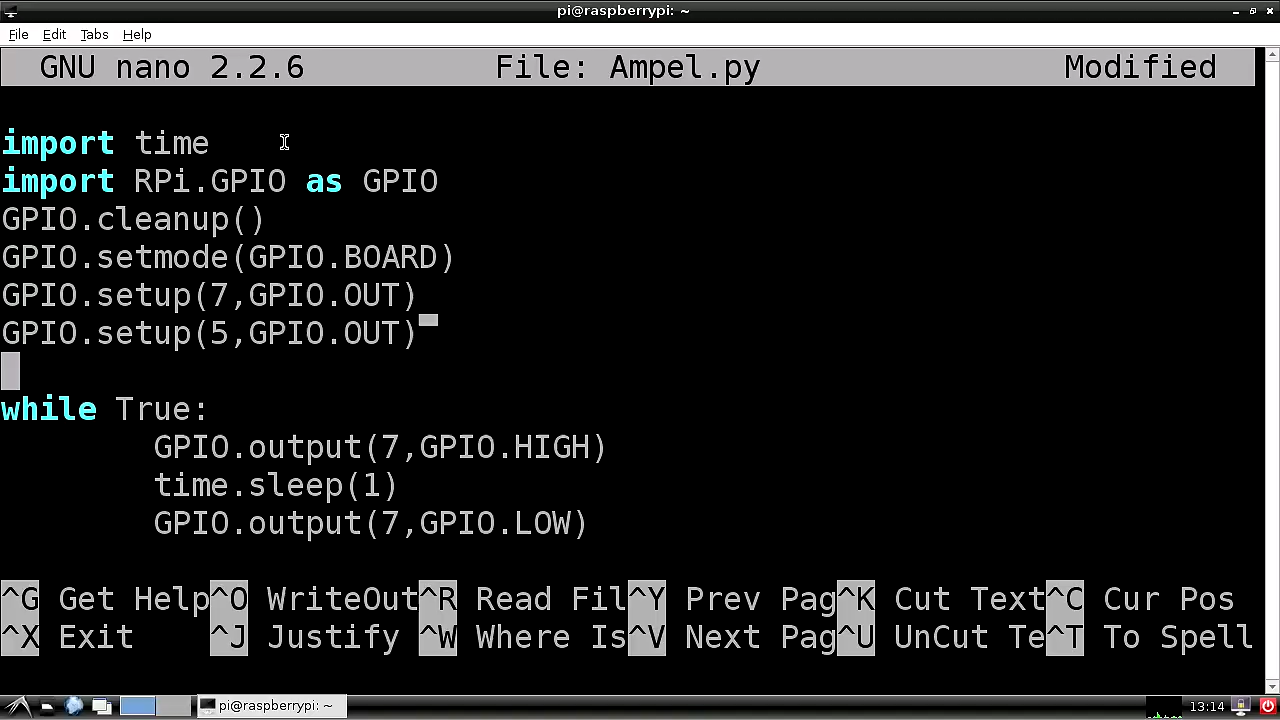 pi@raspberrypi: ~
File Edit Tabs Help
GNU nano 2.2.6 File: Ampel.py Modified
import time
import RPi.GPIO as GPIO
GPIO.cleanup()
GPIO.setmode(GPIO.BOARD)
GPIO.setup(7,GPIO.OUT)
GPIO.setup(5,GPIO.OUT)
while True:
GPIO.output(7,GPIO.HIGH)
time.sleep(1)
GPIO.output(7,GPIO.LOW)
^G Get Help ^O WriteOut ^R Read Fil ^Y Prev Pag ^K Cut Text ^C Cur Pos
^X Exit ^J Justify ^W Where Is ^V Next Pag ^U UnCut Te ^T To Spell
pi@raspberrypi: ~ 13:14